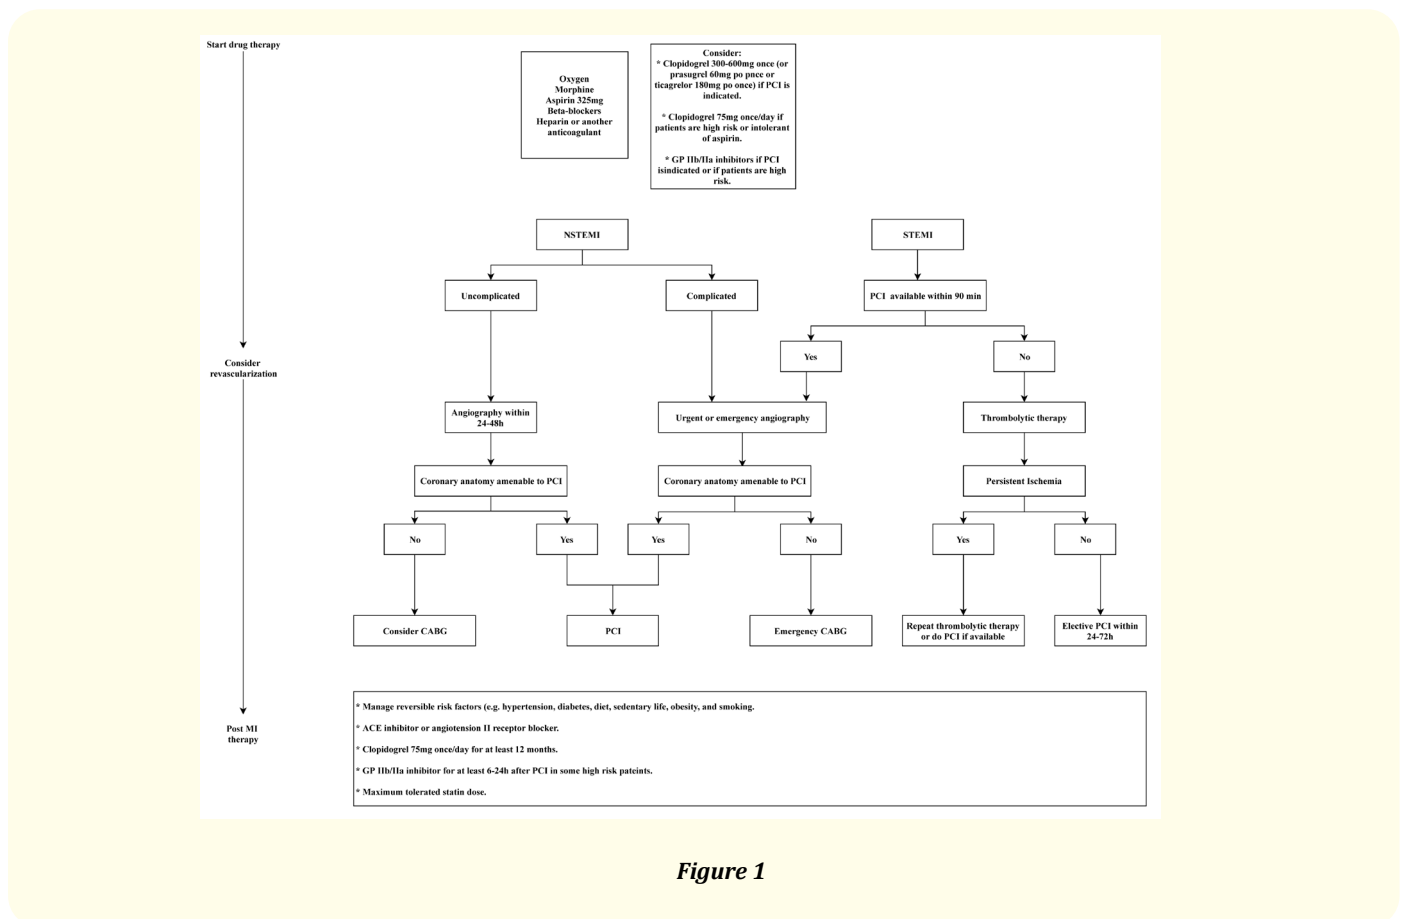 Start drug therapy
Oxygen
Morphine
Aspirin 325mg
Beta-blockers
Heparin or another
anticoagulant
Consider:
* Clopidogrel 300-600mg once (or
prasugrel 60mg po pnce or
ticagrelor 180mg po once) if PCI is
indicated.
* Clopidogrel 75mg once/day if
patients are high risk or intolerant
of aspirin.
* GP IIb/IIa inhibitors if PCI
isindicated or if patients are high
risk.
NSTEMI
STEMI
Uncomplicated
Complicated
PCI available within 90 min
Yes
No
Consider
revascularization
Angiography within
24-48h
Urgent or emergency angiography
Thrombolytic therapy
Coronary anatomy amenable to PCI
Coronary anatomy amenable to PCI
Persistent Ischemia
No
Yes
Yes
No
Yes
No
Consider CABG
PCI
Emergency CABG
Repeat thrombolytic therapy
or do PCI if available
Elective PCI within
24-72h
Post MI
therapy
* Manage reversible risk factors (e.g. hypertension, diabetes, diet, sedentary life, obesity, and smoking.
* ACE inhibitor or angiotension II receptor blocker.
* Clopidogrel 75mg once/day for at least 12 months.
* GP IIb/IIa inhibitor for at least 6-24h after PCI in some high risk pateints.
* Maximum tolerated statin dose.
Figure 1